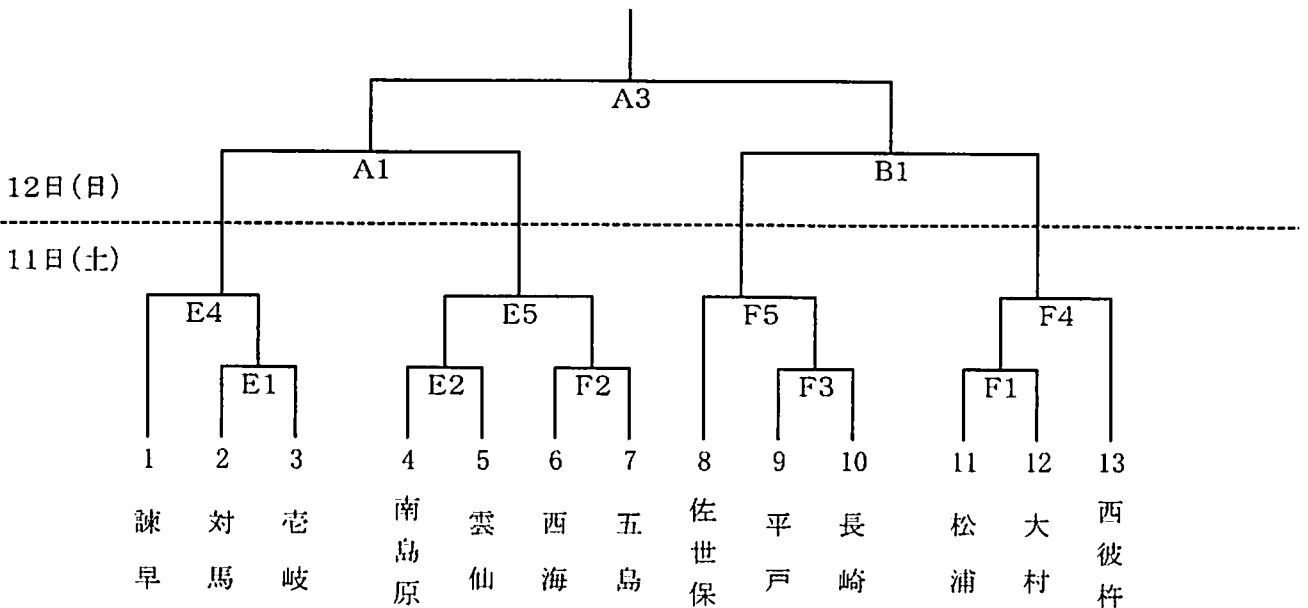 A3
A1
B1
12日(日)
11日(土)
E4
E5
F5
F4
E1
E2
F2
F3
F1
1
2
3
4
5
6
7
8
9
10
11
12
13
諫早
対馬
壱岐
南島原
雲仙
西海
五島
佐世保
平戸
長崎
松浦
大村
西彼杵